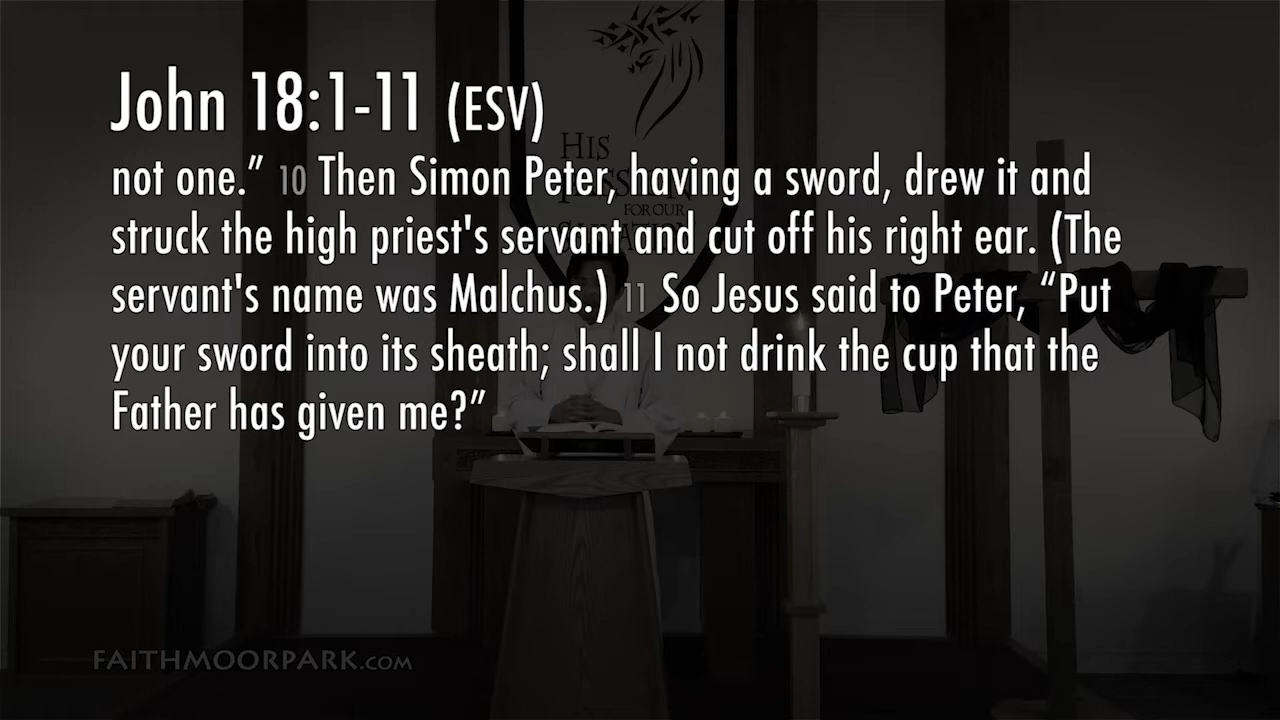 John 18:1-11 (ESV)
not one.” 10 Then Simon Peter, having a sword, drew it and
struck the high priest's servant and cut off his right ear. (The
servant's name was Malchus.) 11 So Jesus said to Peter, “Put
your sword into its sheath; shall I not drink the cup that the
Father has given me?”
HIS
FOR OUR
FAITHMOORPARK.COM